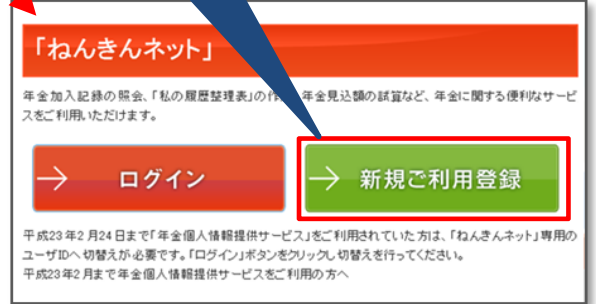 「ねんきんネット」
年金加入記録の照会、「私の履歴整理表」の作 年金見込額の試算など、年金に関する便利なサービ
スをご利用いただけます。
→ ログイン
→ 新規ご利用登録
平成23年2月24日まで「年金個人情報提供サービス」をご利用されていた方は、「ねんきんネット」専用の
ユーザIDへ切替えが必要です。「ログイン」ボタンをクリックし切替えを行ってください。
平成23年2月まで年金個人情報提供サービスをご利用の方へ